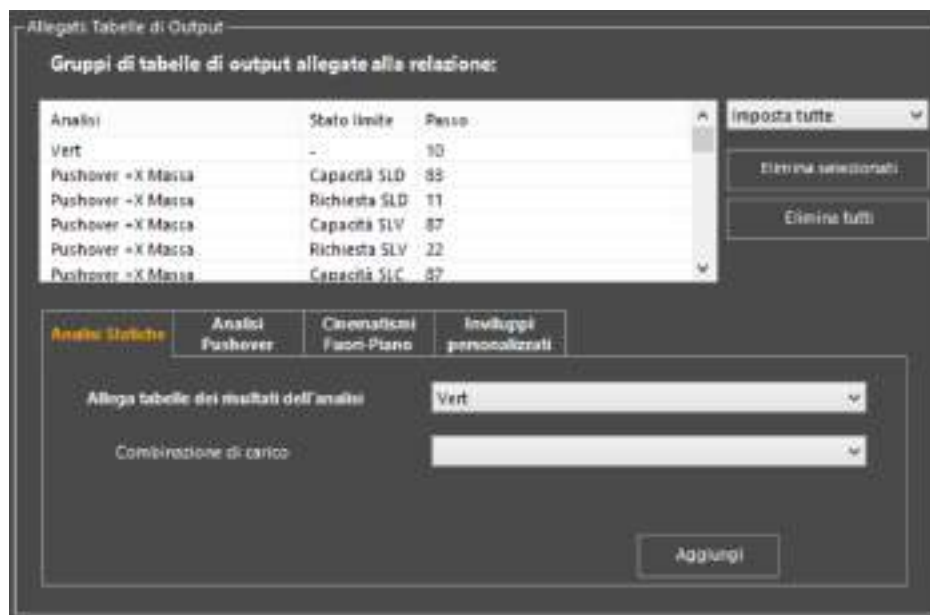 Allegati Tabelle di Output
Gruppi di tabelle di output allegate alla relazione:
Analisi Stato limite Passo
Vert - 10
Pushover +X Massa Capacità SLD 83
Pushover +X Massa Richiesta SLD 11
Pushover +X Massa Capacità SLV 87
Pushover +X Massa Richiesta SLV 22
Pushover +X Massa Capacità SLC 87
Imposta tutte
Elimina selezionati
Elimina tutti
Analisi Statiche
Analisi Pushover
Cinematismi Fuori-Piano
Inviluppi personalizzati
Allega tabelle dei risultati dell'analisi Vert
Combinazione di carico
Aggiungi